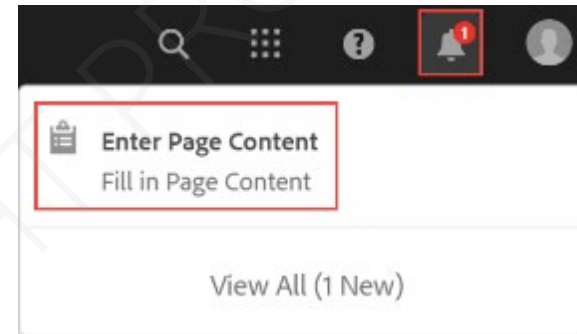 1
Enter Page Content
Fill in Page Content
View All (1 New)